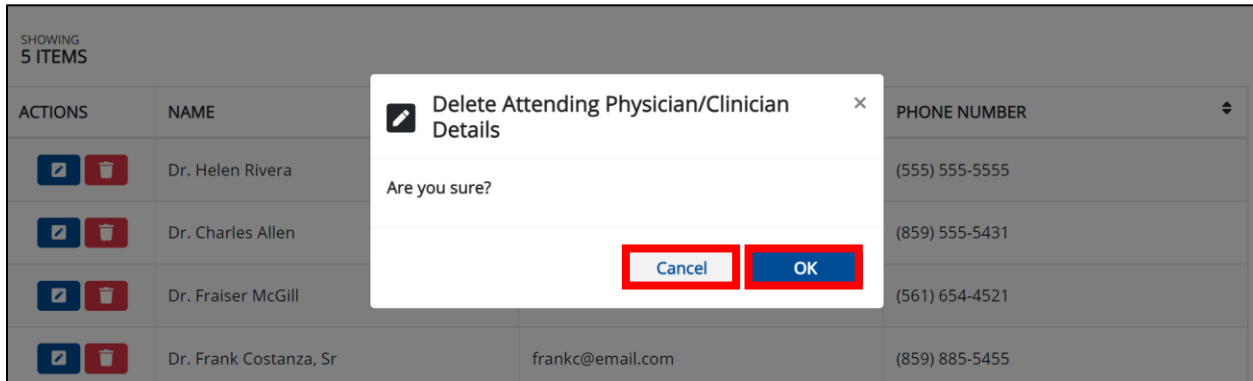 SHOWING
5 ITEMS
ACTIONS NAME PHONE NUMBER
Delete Attending Physician/Clinician
Details
×
Dr. Helen Rivera (555) 555-5555
Are you sure?
Dr. Charles Allen (859) 555-5431
Cancel OK
Dr. Fraiser McGill (561) 654-4521
Dr. Frank Costanza, Sr frankc@email.com (859) 885-5455